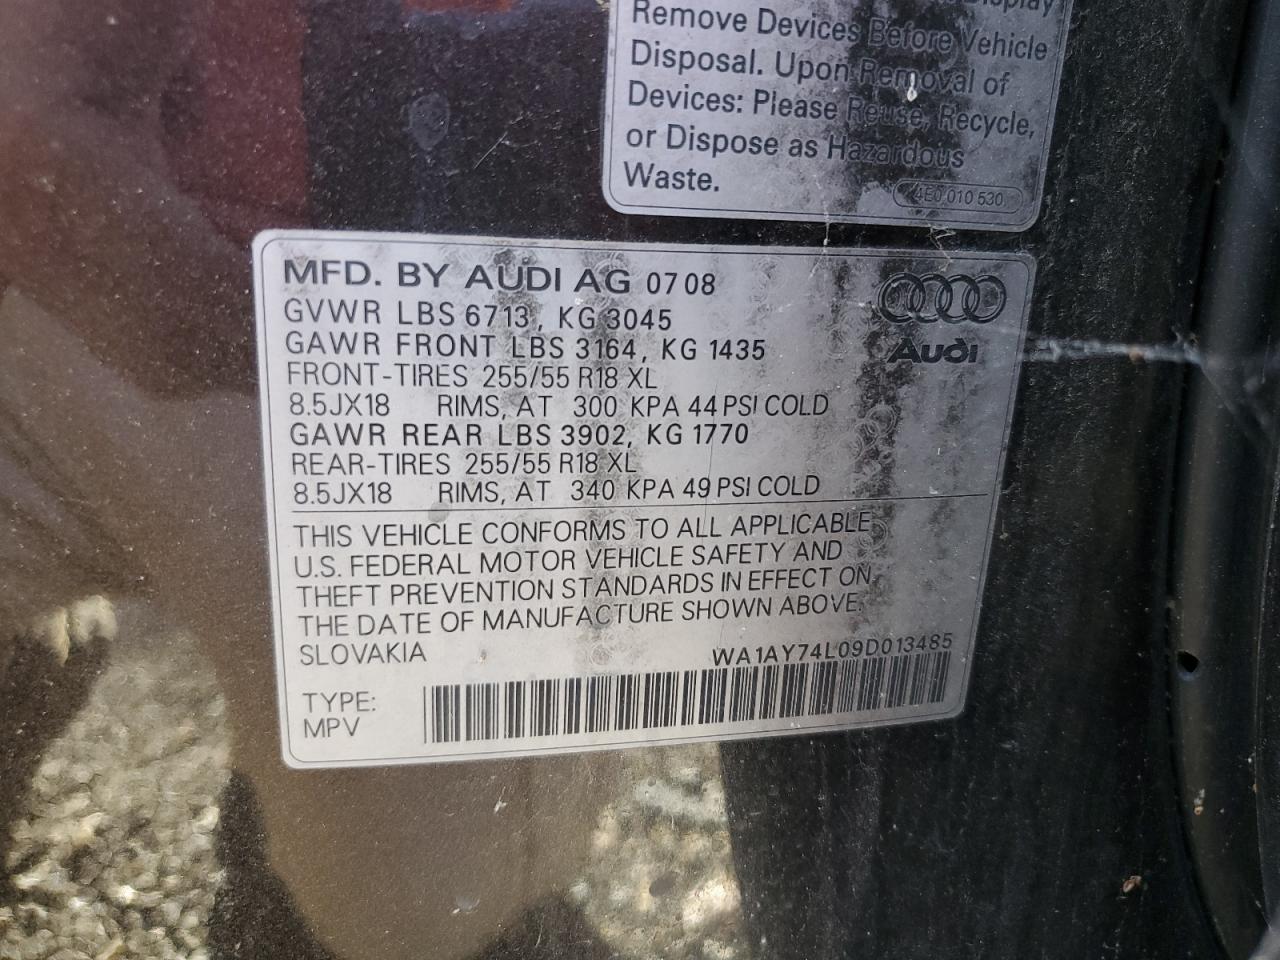 Display
Remove Devices Before Vehicle
Disposal. Upon Removal of
Devices: Please Reuse, Recycle,
or Dispose as Hazardous
Waste.
4E0 010 530
MFD. BY AUDI AG 07 08
GVWR LBS 6713, KG 3045
GAWR FRONT LBS 3164, KG 1435
FRONT-TIRES 255/55 R18 XL
8.5JX18 RIMS, AT 300 KPA 44 PSI COLD
GAWR REAR LBS 3902, KG 1770
REAR-TIRES 255/55 R18 XL
8.5JX18 RIMS, AT 340 KPA 49 PSI COLD
Audi
THIS VEHICLE CONFORMS TO ALL APPLICABLE
U.S. FEDERAL MOTOR VEHICLE SAFETY AND
THEFT PREVENTION STANDARDS IN EFFECT ON
THE DATE OF MANUFACTURE SHOWN ABOVE.
SLOVAKIA WA1AY74L09D013485
TYPE:
MPV